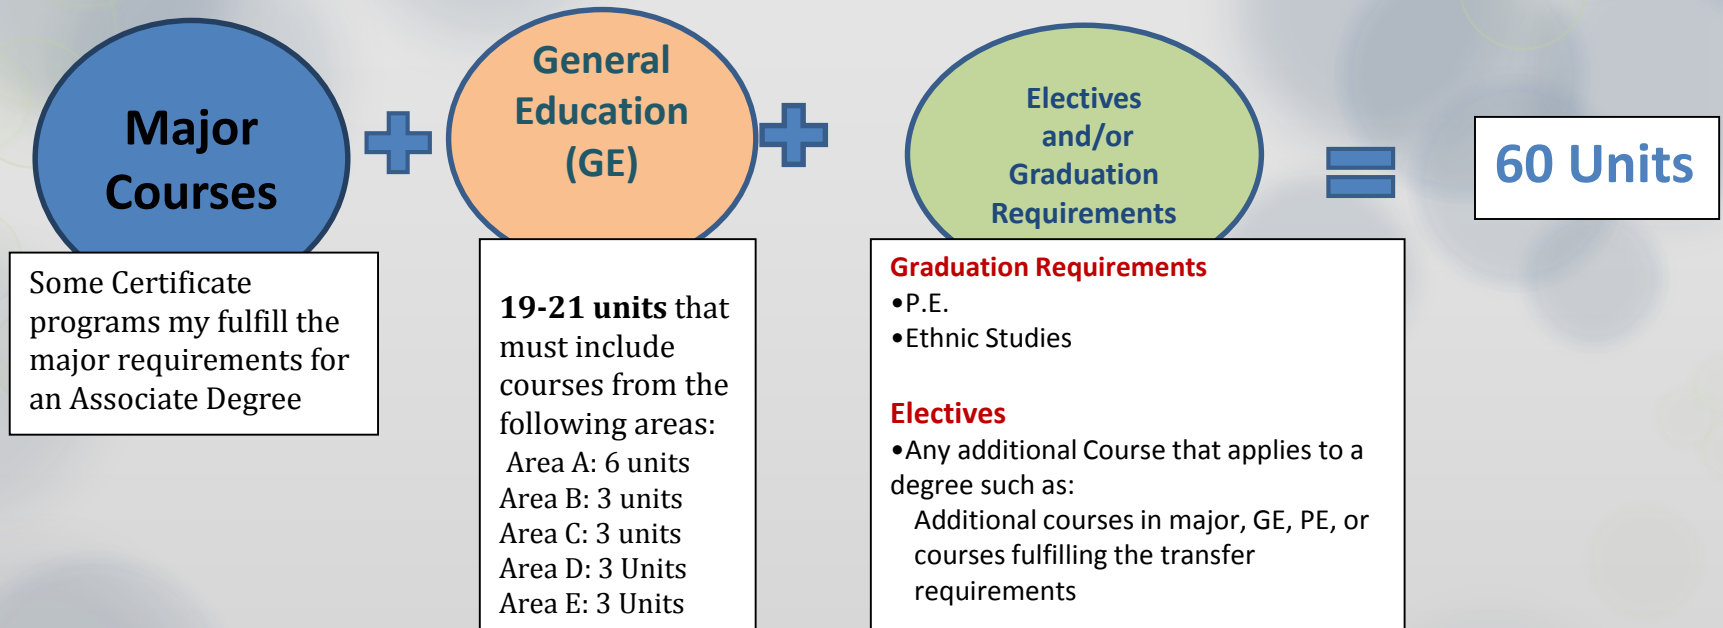 Major
Courses
General
Education
(GE)
Electives
and/or
Graduation
Requirements
60 Units
Some Certificate
programs my fulfill the
major requirements for
an Associate Degree
19-21 units that
must include
courses from the
following areas:
Area A: 6 units
Area B: 3 units
Area C: 3 units
Area D: 3 Units
Area E: 3 Units
Graduation Requirements
•P.E.
•Ethnic Studies
Electives
•Any additional Course that applies to a
degree such as:
Additional courses in major, GE, PE, or
courses fulfilling the transfer
requirements